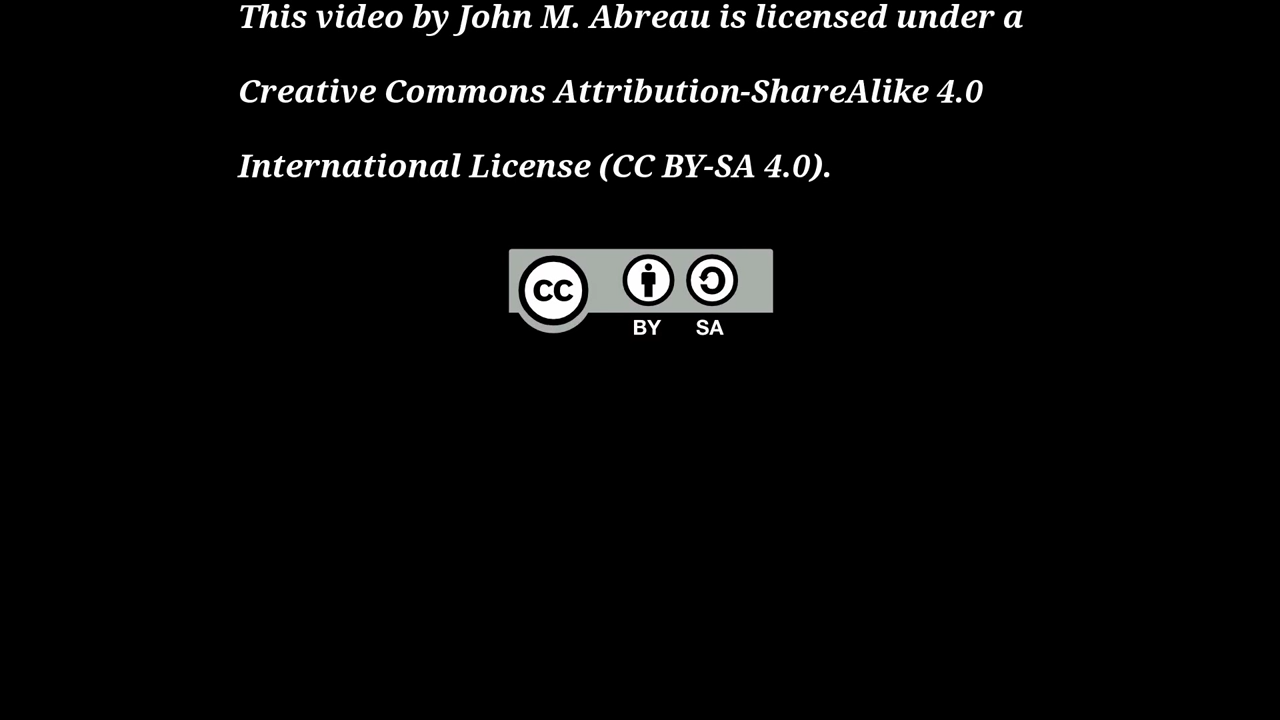 This video by John M. Abreau is licensed under a
Creative Commons Attribution-ShareAlike 4.0
International License (CC BY-SA 4.0).
CC
BY SA